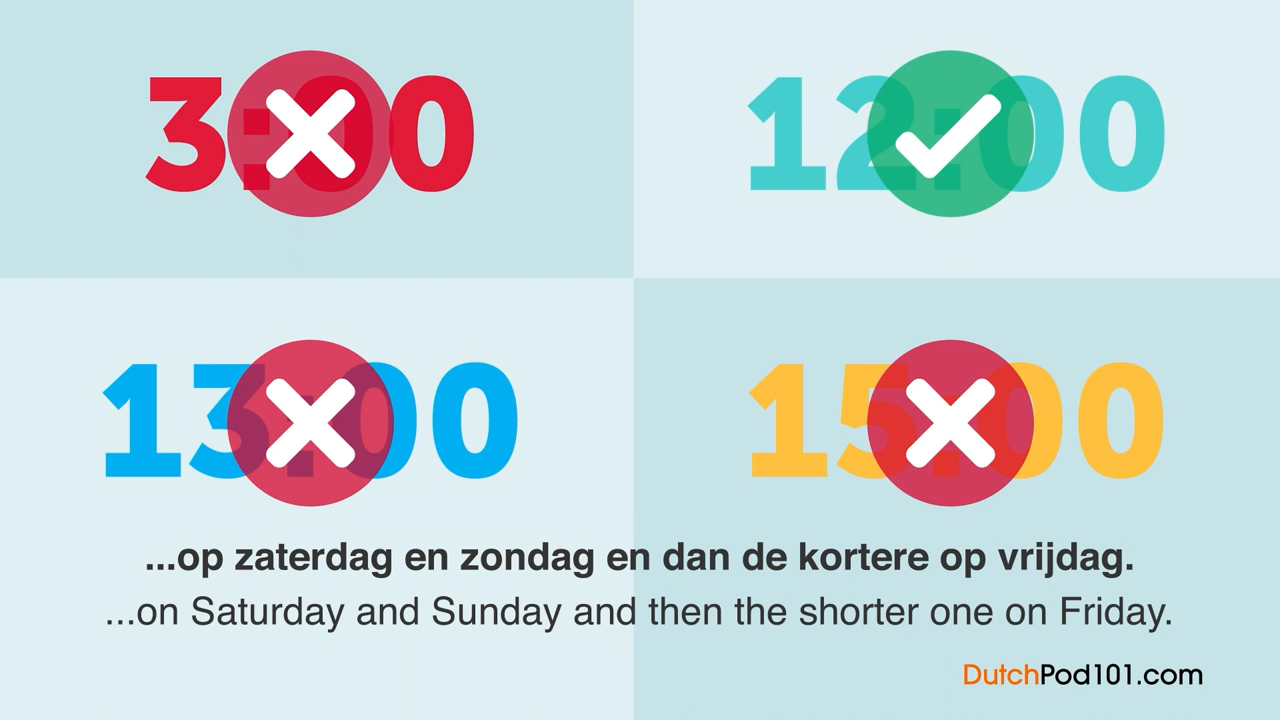 3:00
12:00
13:00
15:00
...op zaterdag en zondag en dan de kortere op vrijdag.
...on Saturday and Sunday and then the shorter one on Friday.
DutchPod101.com